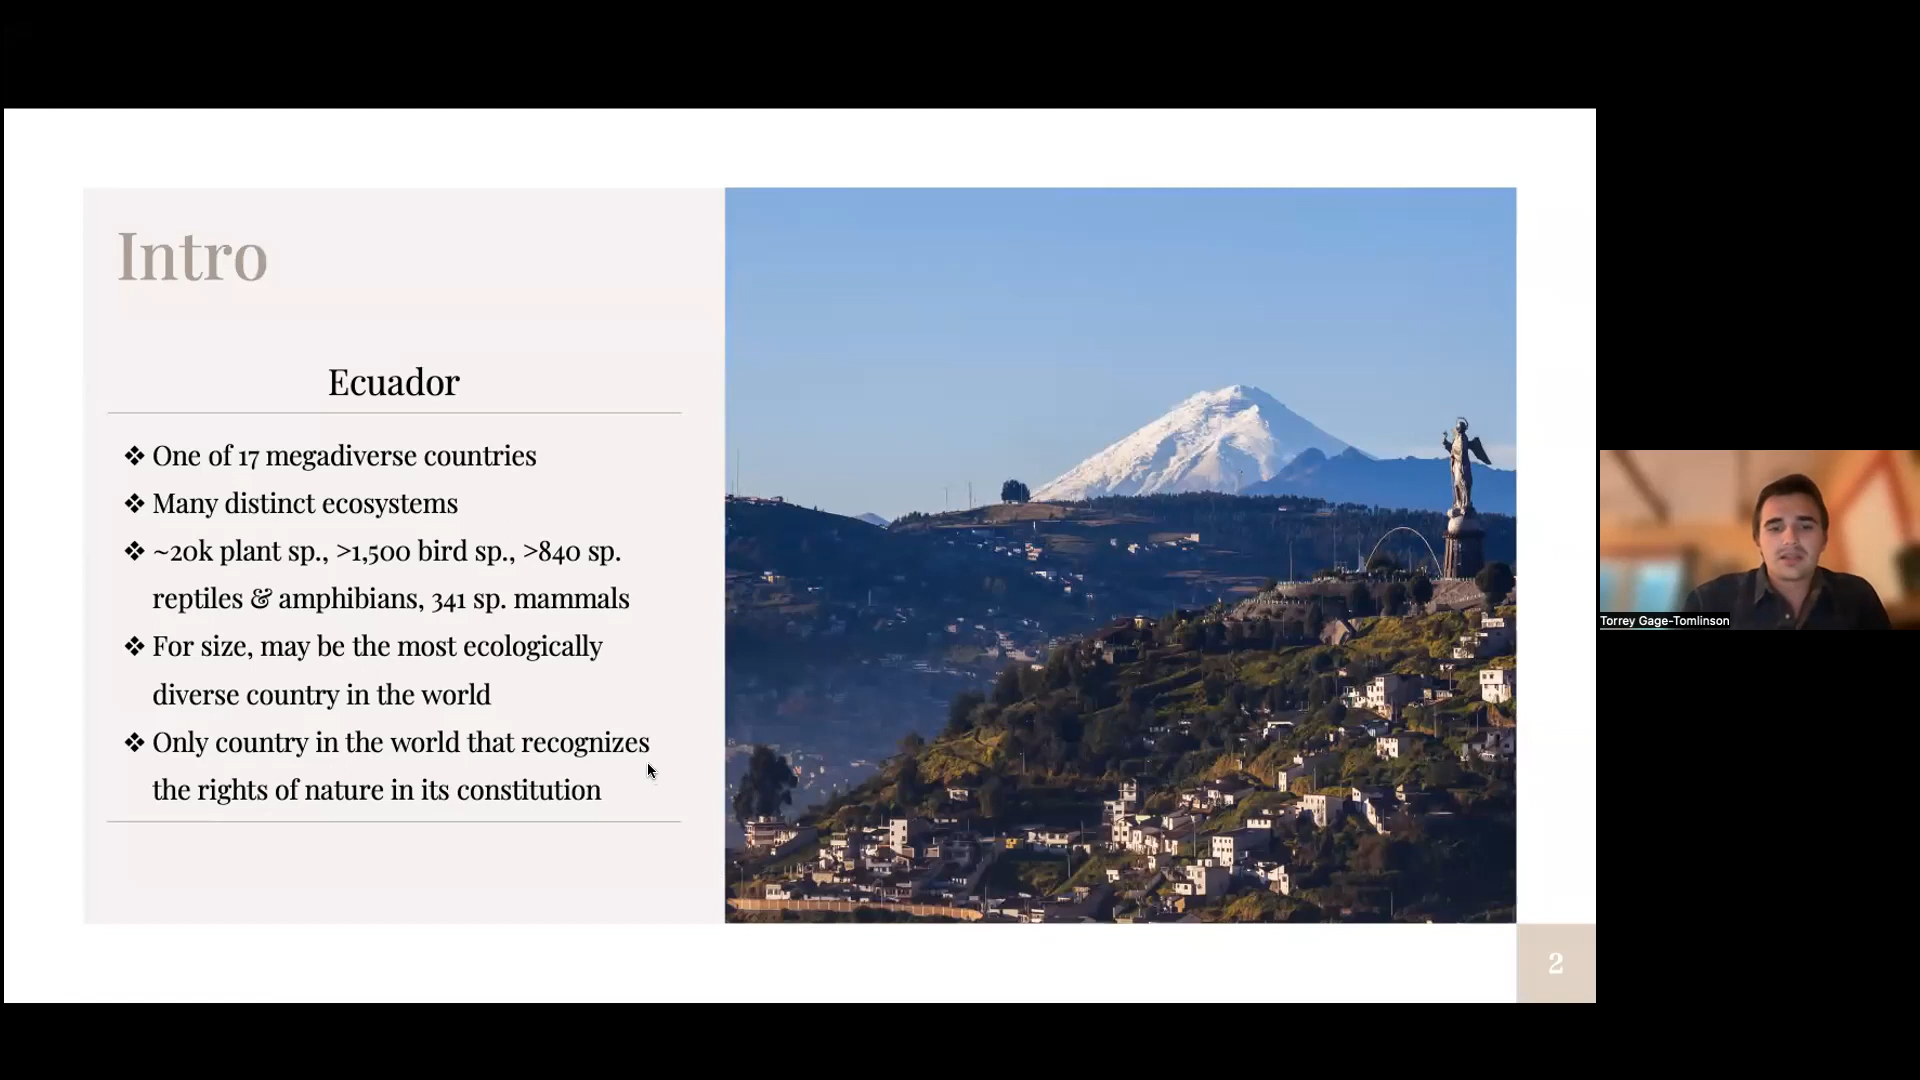 Intro
Ecuador
❖ One of 17 megadiverse countries
❖ Many distinct ecosystems
❖ ~20k plant sp., >1,500 bird sp., >840 sp.
reptiles & amphibians, 341 sp. mammals
❖ For size, may be the most ecologically
diverse country in the world
❖ Only country in the world that recognizes
the rights of nature in its constitution
2
Torrey Gage-Tomlinson